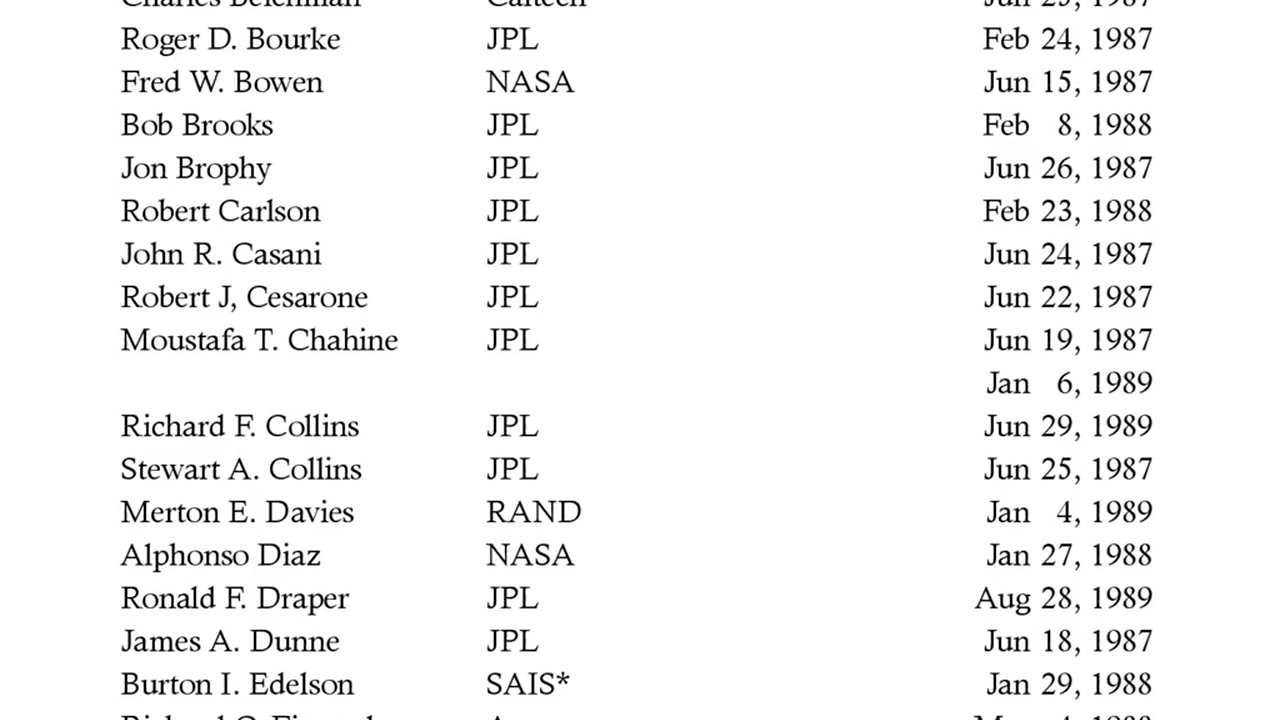 Charles Caltech Jun 1987
Roger D. Bourke JPL Feb 24, 1987
Fred W. Bowen NASA Jun 15, 1987
Bob Brooks JPL Feb 8, 1988
Jon Brophy JPL Jun 26, 1987
Robert Carlson JPL Feb 23, 1988
John R. Casani JPL Jun 24, 1987
Robert J, Cesarone JPL Jun 22, 1987
Moustafa T. Chahine JPL Jun 19, 1987
Jan 6, 1989
Richard F. Collins JPL Jun 29, 1989
Stewart A. Collins JPL Jun 25, 1987
Merton E. Davies RAND Jan 4, 1989
Alphonso Diaz NASA Jan 27, 1988
Ronald F. Draper JPL Aug 28, 1989
James A. Dunne JPL Jun 18, 1987
Burton I. Edelson SAIS* Jan 29, 1988